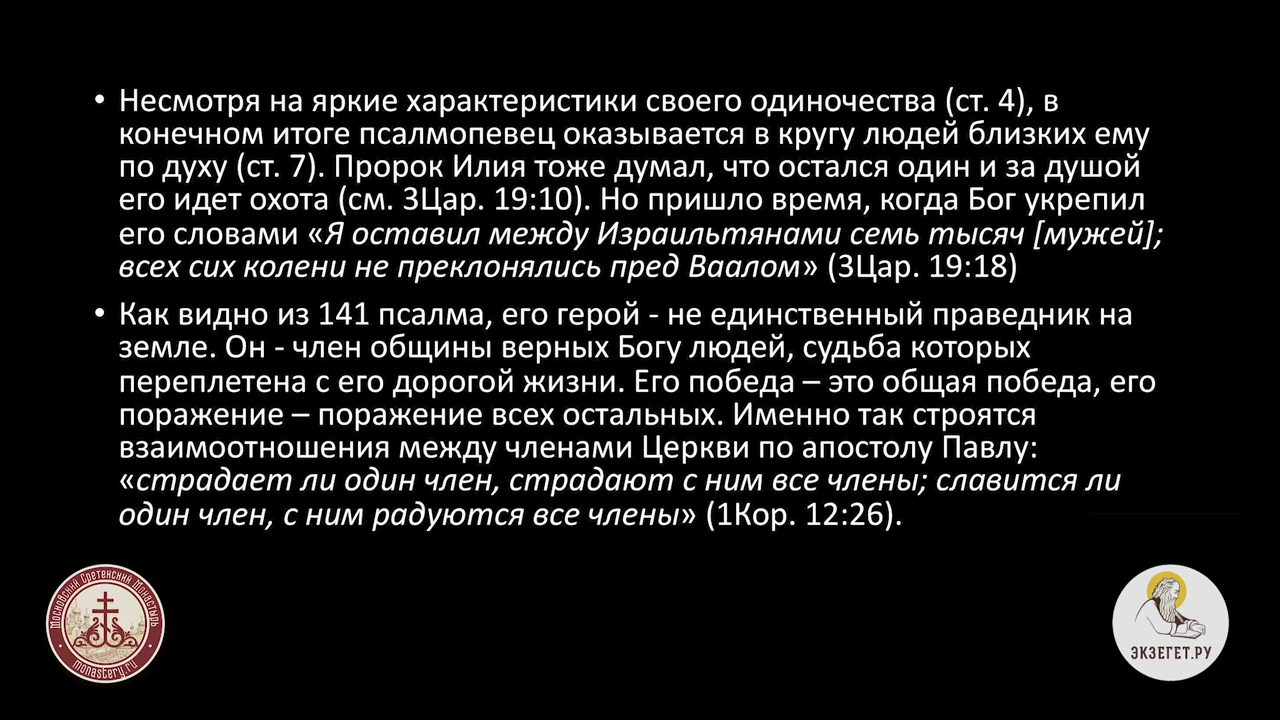 • Несмотря на яркие характеристики своего одиночества (ст. 4), в
конечном итоге псалмопевец оказывается в кругу людей близких ему
по духу (ст. 7). Пророк Илия тоже думал, что остался один и за душой
его идет охота (см. 3Цар. 19:10). Но пришло время, когда Бог укрепил
его словами «Я оставил между Израильтянами семь тысяч [мужей];
всех сих колени не преклонялись пред Ваалом» (3Цар. 19:18)
• Как видно из 141 псалма, его герой - не единственный праведник на
земле. Он - член общины верных Богу людей, судьба которых
переплетена с его дорогой жизни. Его победа – это общая победа, его
поражение – поражение всех остальных. Именно так строятся
взаимоотношения между членами Церкви по апостолу Павлу:
«страдает ли один член, страдают с ним все члены; славится ли
один член, с ним радуются все члены» (1Кор. 12:26).
Московский Сретенский Монастырь
monastery.ru
ЭКЗЕГЕТ.РУ